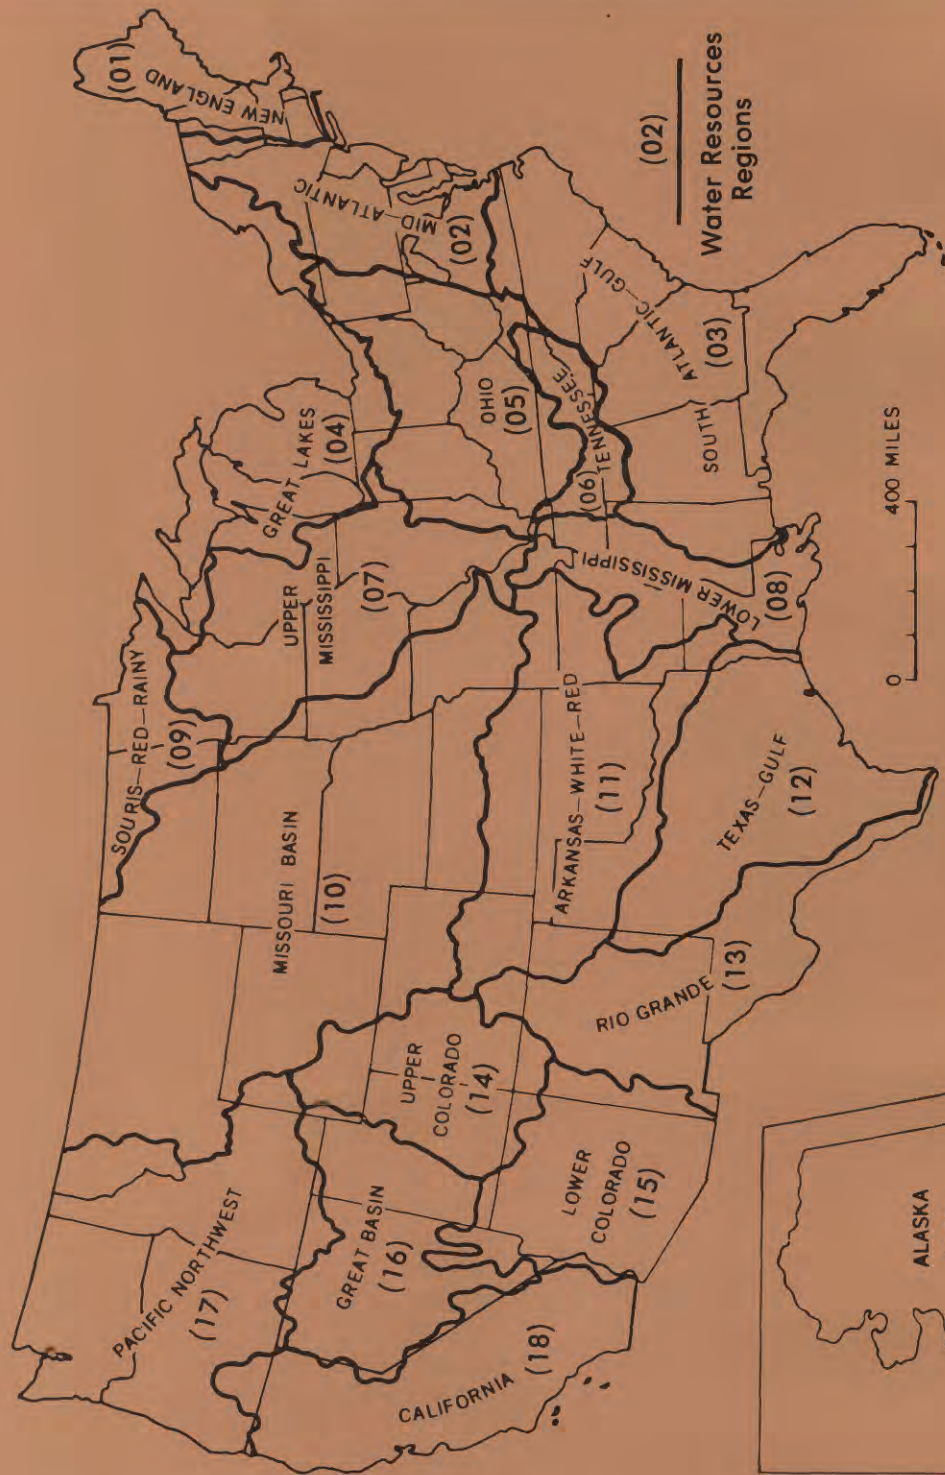 NEW ENGLAND
(01)
MID-ATLANTIC
(02)
SOUTH
ATLANTIC-GULF
(03)
GREAT LAKES
(04)
OHIO
(05)
TENNESSEE
(06)
UPPER
MISSISSIPPI
(07)
LOWER MISSISSIPPI
(08)
SOURIS-RED-RAINY
(09)
MISSOURI BASIN
(10)
ARKANSAS-WHITE-RED
(11)
TEXAS-GULF
(12)
RIO GRANDE
(13)
UPPER
COLORADO
(14)
LOWER
COLORADO
(15)
GREAT BASIN
(16)
PACIFIC NORTHWEST
(17)
CALIFORNIA
(18)
ALASKA
0 400 MILES
(02)
Water Resources
Regions